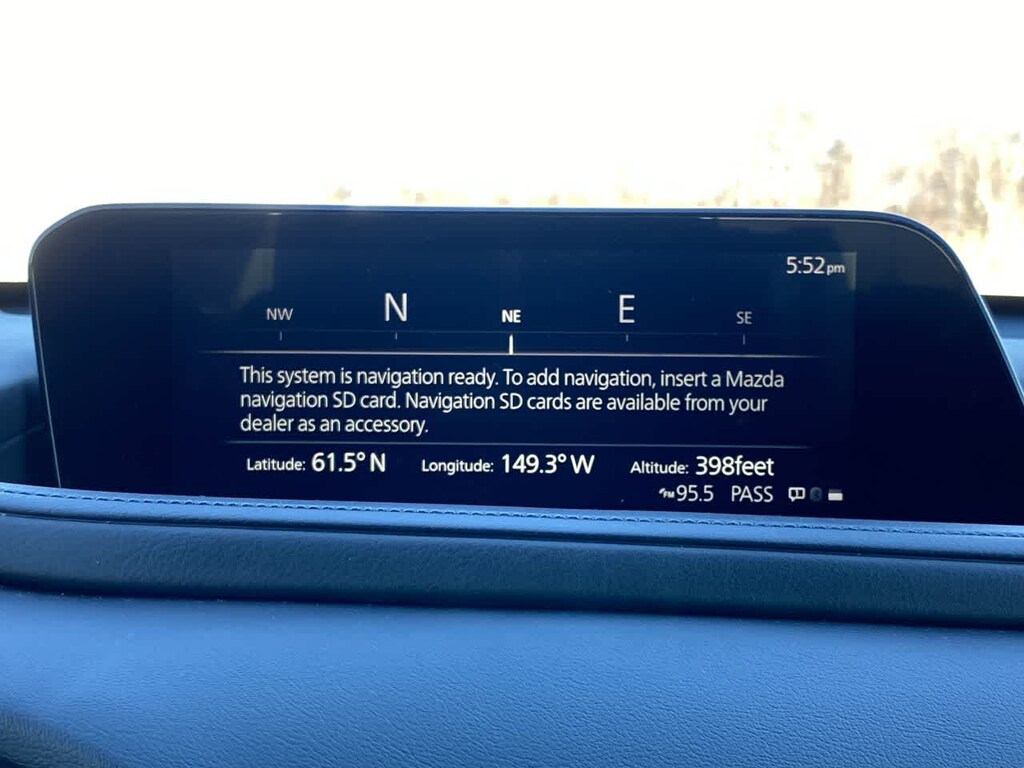 5:52pm
NW N NE E SE
This system is navigation ready. To add navigation, insert a Mazda
navigation SD card. Navigation SD cards are available from your
dealer as an accessory.
Latitude: 61.5° N Longitude: 149.3° W Altitude: 398feet
FM 95.5 PASS